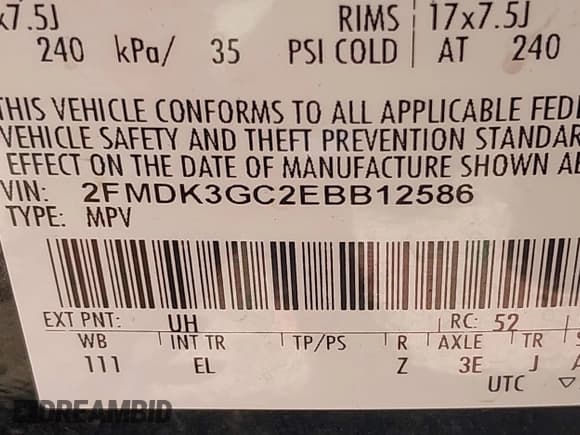 x7.5J RIMS 17x7.5J
240 kPa/ 35 PSI COLD AT 240
THIS VEHICLE CONFORMS TO ALL APPLICABLE FEDE
VEHICLE SAFETY AND THEFT PREVENTION STANDAR
EFFECT ON THE DATE OF MANUFACTURE SHOWN AB
VIN: 2FMDK3GC2EBB12586
TYPE: MPV
EXT PNT: UH RC: 52
WB INT TR TP/PS R AXLE TR S
111 EL Z 3E J A
UTC ▽
DREAMBID